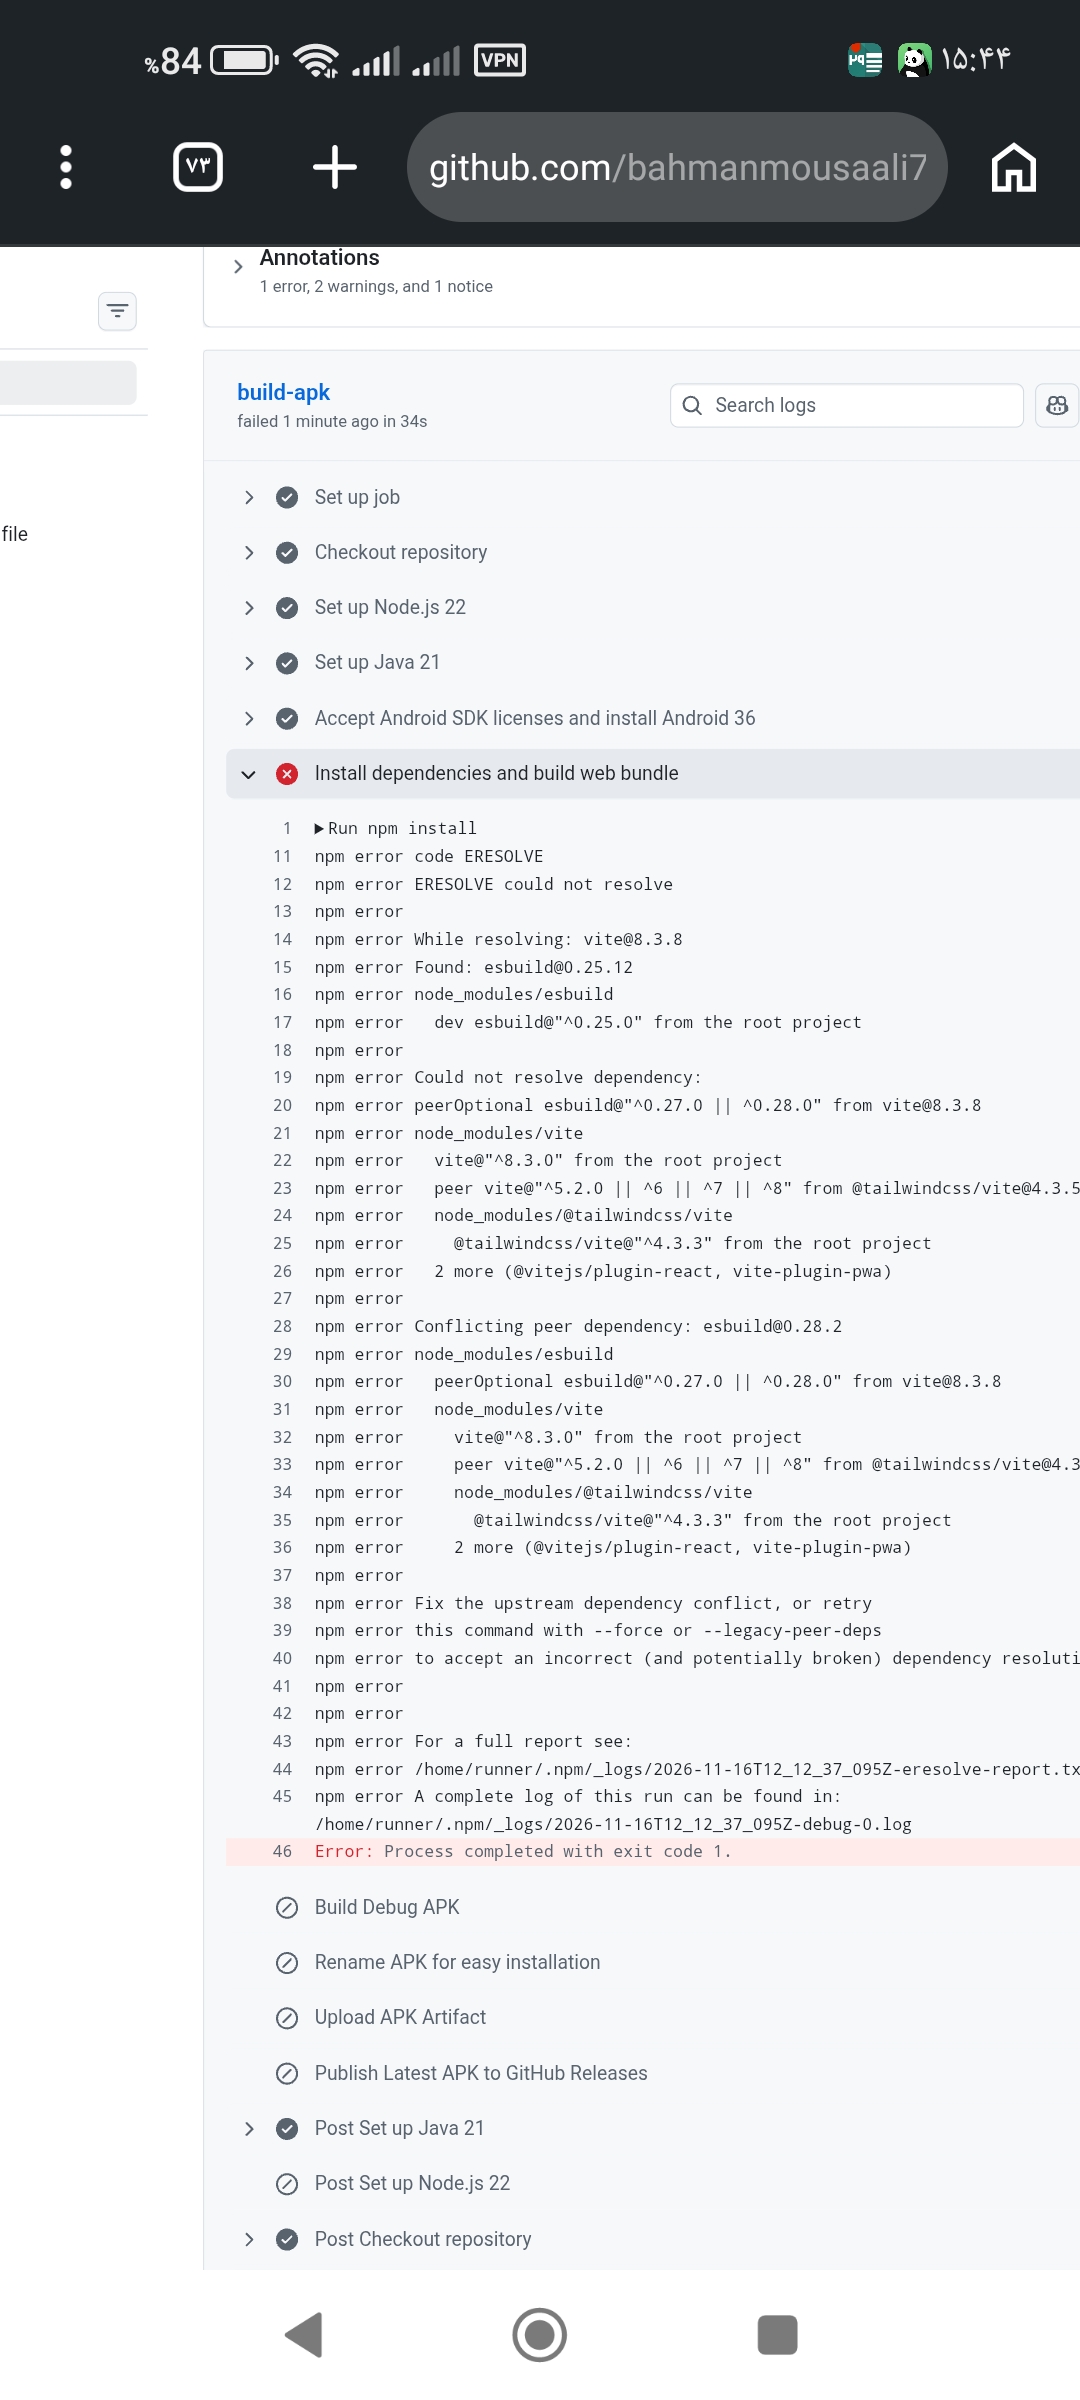 %84
VPN
۱۵:۴۴
۷۳
github.com/bahmanmousaali7
Annotations
1 error, 2 warnings, and 1 notice
build-apk
failed 1 minute ago in 34s
Search logs
file
Set up job
Checkout repository
Set up Node.js 22
Set up Java 21
Accept Android SDK licenses and install Android 36
Install dependencies and build web bundle
1 Run npm install
11 npm error code ERESOLVE
12 npm error ERESOLVE could not resolve
13 npm error
14 npm error While resolving: vite@8.3.8
15 npm error Found: esbuild@0.25.12
16 npm error node_modules/esbuild
17 npm error   dev esbuild@"^0.25.0" from the root project
18 npm error
19 npm error Could not resolve dependency:
20 npm error peerOptional esbuild@"^0.27.0 || ^0.28.0" from vite@8.3.8
21 npm error node_modules/vite
22 npm error   vite@"^8.3.0" from the root project
23 npm error   peer vite@"^5.2.0 || ^6 || ^7 || ^8" from @tailwindcss/vite@4.3.5
24 npm error   node_modules/@tailwindcss/vite
25 npm error     @tailwindcss/vite@"^4.3.3" from the root project
26 npm error   2 more (@vitejs/plugin-react, vite-plugin-pwa)
27 npm error
28 npm error Conflicting peer dependency: esbuild@0.28.2
29 npm error node_modules/esbuild
30 npm error   peerOptional esbuild@"^0.27.0 || ^0.28.0" from vite@8.3.8
31 npm error   node_modules/vite
32 npm error     vite@"^8.3.0" from the root project
33 npm error     peer vite@"^5.2.0 || ^6 || ^7 || ^8" from @tailwindcss/vite@4.3
34 npm error     node_modules/@tailwindcss/vite
35 npm error       @tailwindcss/vite@"^4.3.3" from the root project
36 npm error     2 more (@vitejs/plugin-react, vite-plugin-pwa)
37 npm error
38 npm error Fix the upstream dependency conflict, or retry
39 npm error this command with --force or --legacy-peer-deps
40 npm error to accept an incorrect (and potentially broken) dependency resoluti
41 npm error
42 npm error
43 npm error For a full report see:
44 npm error /home/runner/.npm/_logs/2026-11-16T12_12_37_095Z-eresolve-report.tx
45 npm error A complete log of this run can be found in:
/home/runner/.npm/_logs/2026-11-16T12_12_37_095Z-debug-0.log
46 Error: Process completed with exit code 1.
Build Debug APK
Rename APK for easy installation
Upload APK Artifact
Publish Latest APK to GitHub Releases
Post Set up Java 21
Post Set up Node.js 22
Post Checkout repository